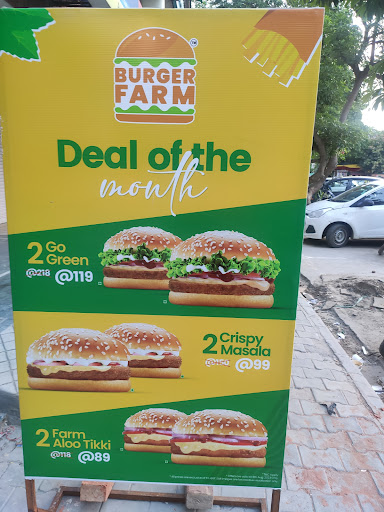 BURGER
FARM
TM
Deal of the
month
2 Go
Green
@218 @119
2 Crispy
Masala
@99
2 Farm
Aloo Tikki
@118 @89